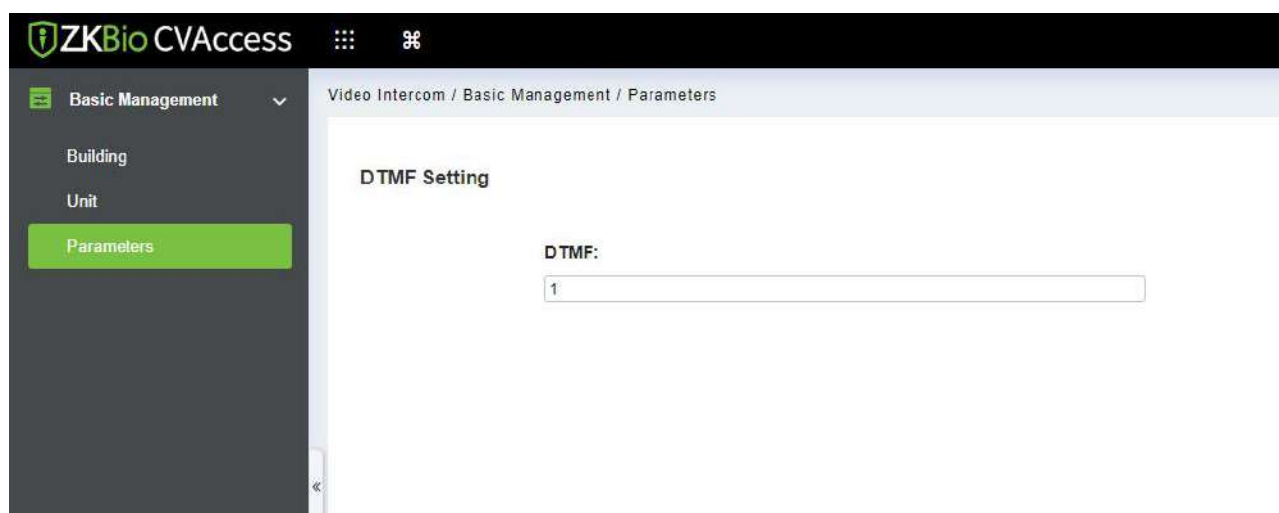 ZKBio CVAccess
Basic Management
Building
Unit
Parameters
Video Intercom / Basic Management / Parameters
DTMF Setting
DTMF:
1